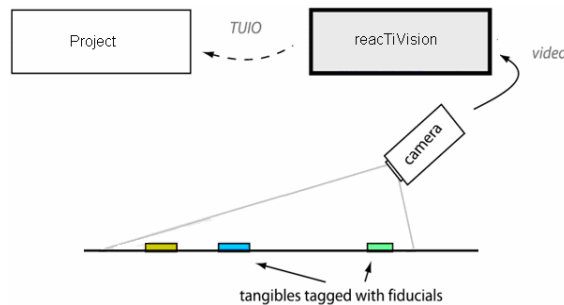 Project
TUIO
reacTiVision
video
camera
tangibles tagged with fiducials